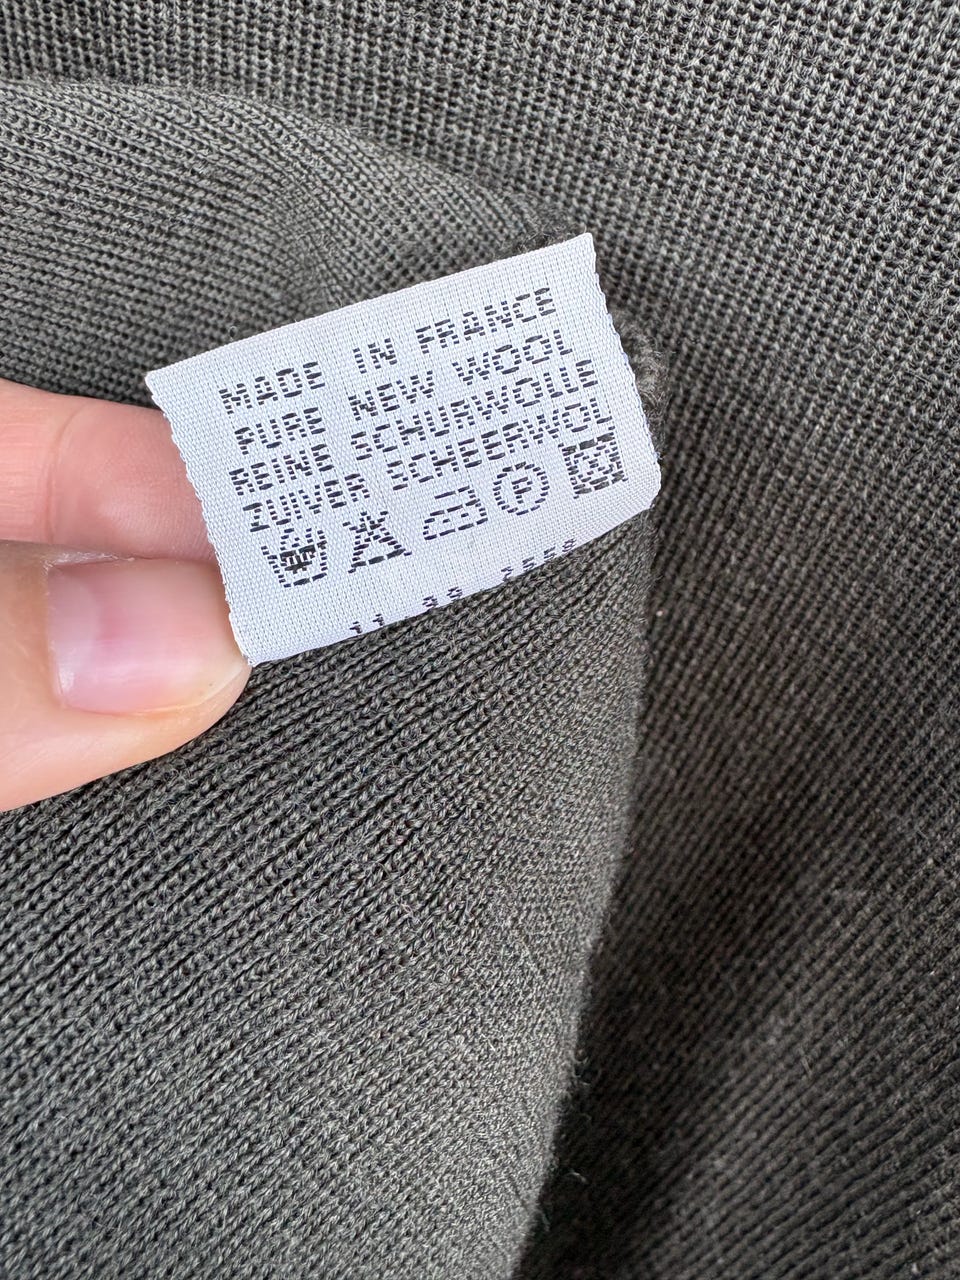 MADE IN FRANCE
PURE NEW WOOL
REINE SCHURWOLLE
ZUIVER SCHEERWOL
P